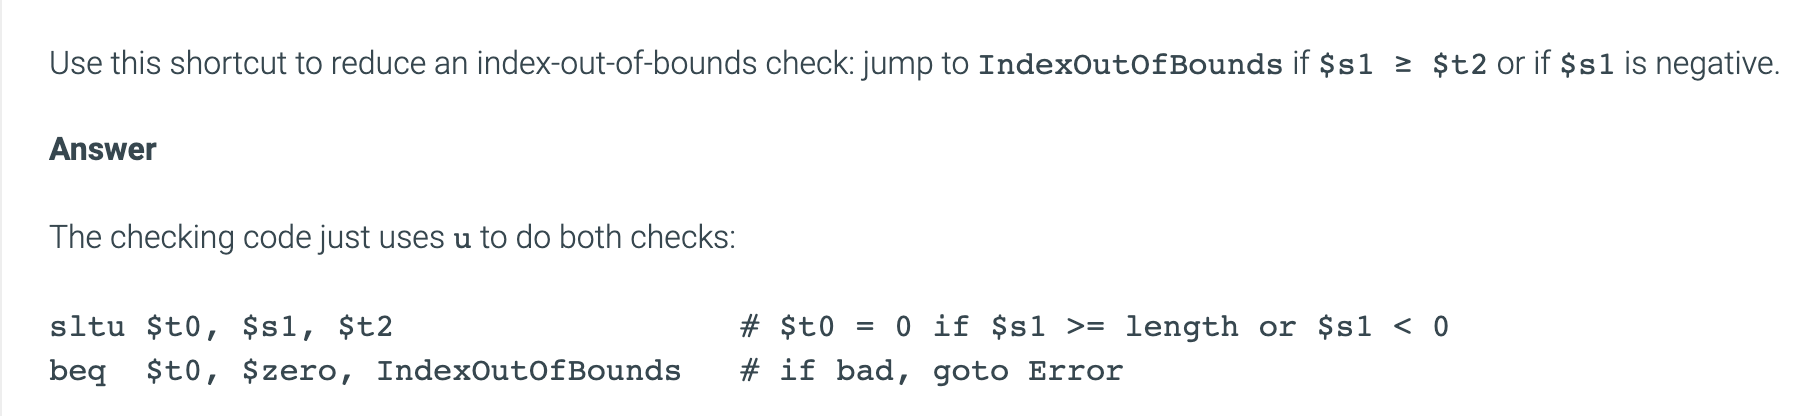 Use this shortcut to reduce an index-out-of-bounds check: jump to IndexOutOfBounds if $s1 ≥ $t2 or if $s1 is negative.
Answer
The checking code just uses u to do both checks:
sltu $t0, $s1, $t2 # $t0 = 0 if $s1 >= length or $s1 < 0
beq $t0, $zero, IndexOutOfBounds # if bad, goto Error